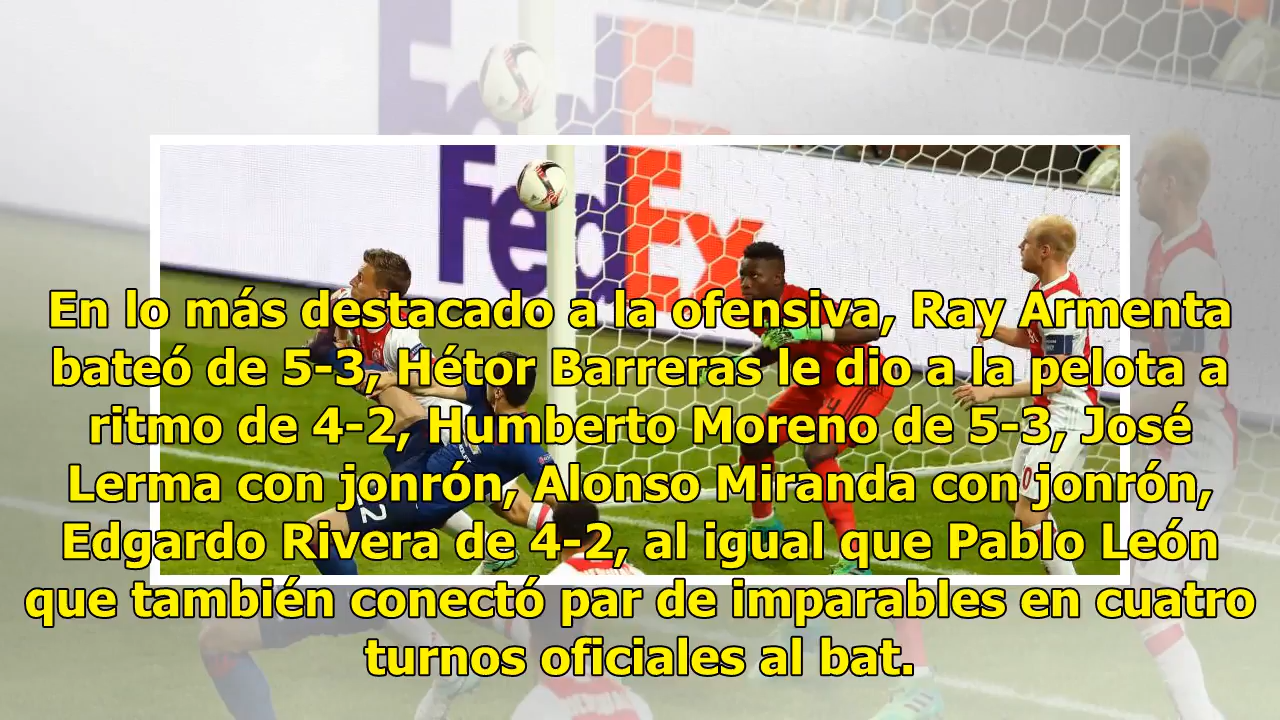 FedEx
En lo más destacado a la ofensiva, Ray Armenta
bateó de 5-3, Hétor Barreras le dio a la pelota a
ritmo de 4-2, Humberto Moreno de 5-3, José
Lerma con jonrón, Alonso Miranda con jonrón,
Edgardo Rivera de 4-2, al igual que Pablo León
que también conectó par de imparables en cuatro
turnos oficiales al bat.